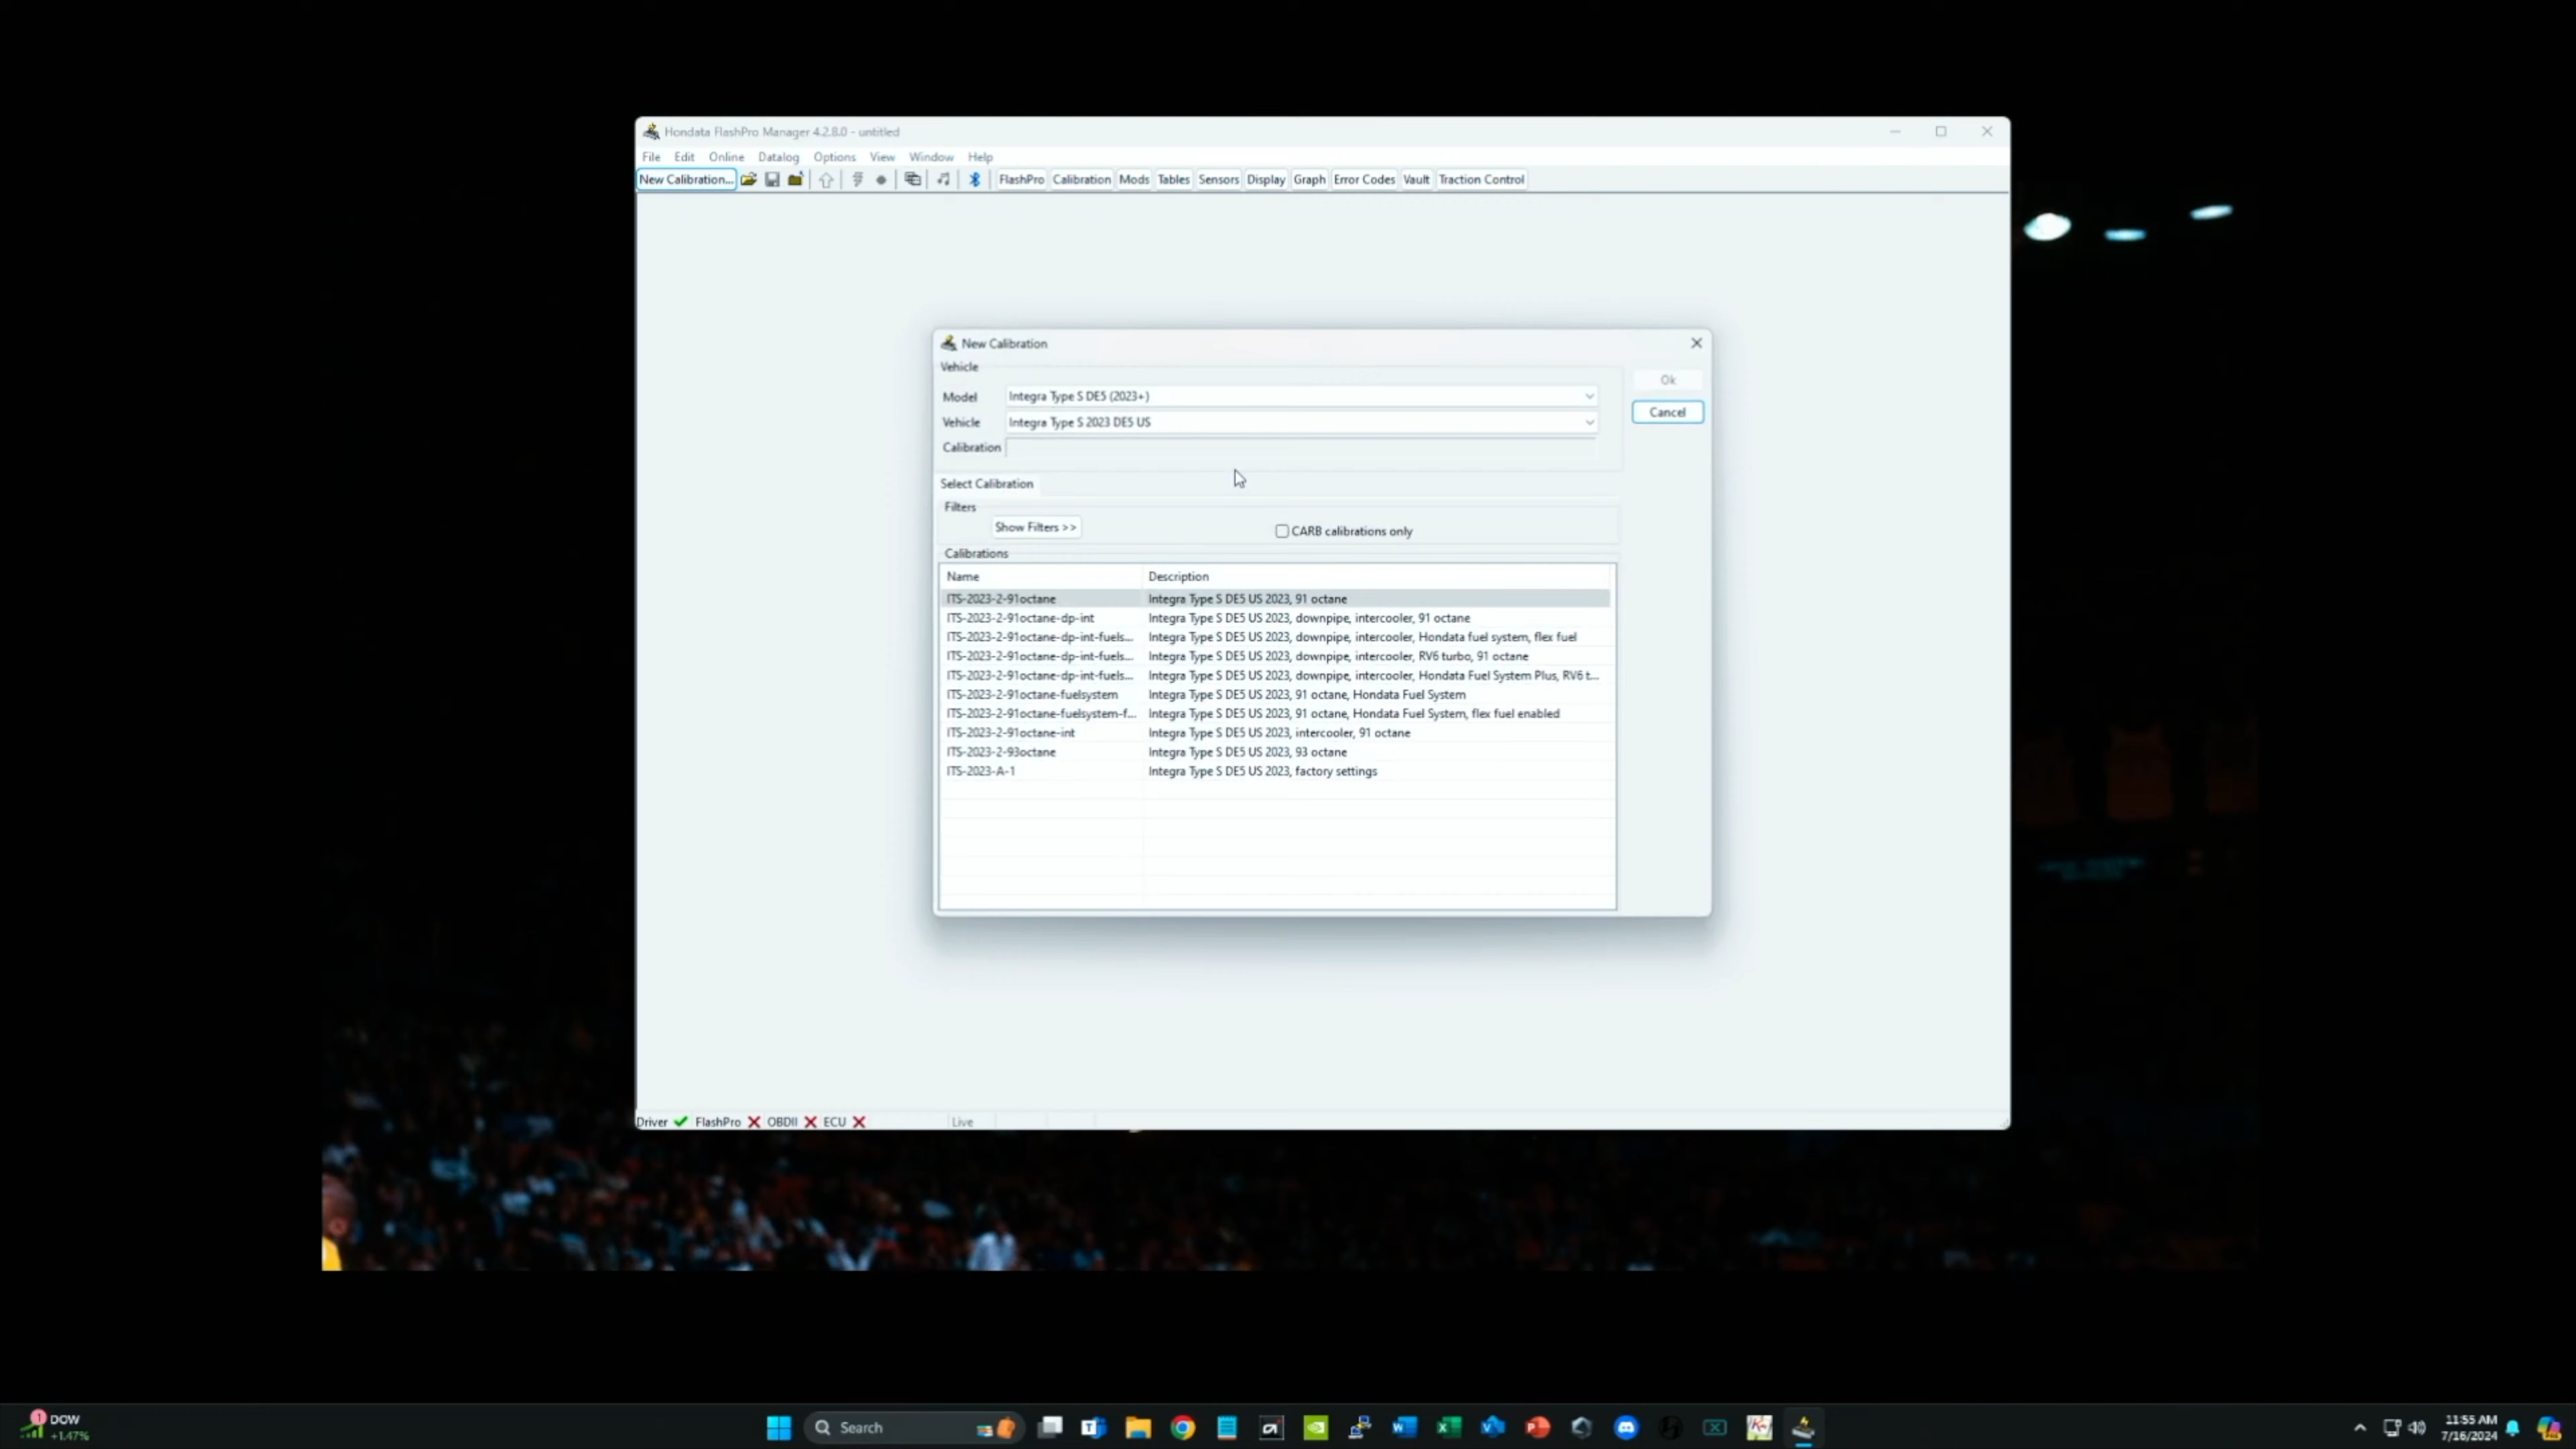 Hondata FlashPro Manager 4.2.8.0 - untitled
File Edit Online Datalog Options View Window Help
New Calibration... FlashPro Calibration Mods Tables Sensors Display Graph Error Codes Vault Traction Control
New Calibration
Vehicle
Model Integra Type S DE5 (2023+)
Ok
Vehicle Integra Type S 2023 DE5 US
Cancel
Calibration
Select Calibration
Filters
Show Filters >> CARB calibrations only
Calibrations
Name Description
ITS-2023-2-91octane Integra Type S DE5 US 2023, 91 octane
ITS-2023-2-91octane-dp-int Integra Type S DE5 US 2023, downpipe, intercooler, 91 octane
ITS-2023-2-91octane-dp-int-fuels... Integra Type S DE5 US 2023, downpipe, intercooler, Hondata fuel system, flex fuel
ITS-2023-2-91octane-dp-int-fuels... Integra Type S DE5 US 2023, downpipe, intercooler, RV6 turbo, 91 octane
ITS-2023-2-91octane-dp-int-fuels... Integra Type S DE5 US 2023, downpipe, intercooler, Hondata Fuel System Plus, RV6 t...
ITS-2023-2-91octane-fuelsystem Integra Type S DE5 US 2023, 91 octane, Hondata Fuel System
ITS-2023-2-91octane-fuelsystem-f... Integra Type S DE5 US 2023, 91 octane, Hondata Fuel System, flex fuel enabled
ITS-2023-2-91octane-int Integra Type S DE5 US 2023, intercooler, 91 octane
ITS-2023-2-93octane Integra Type S DE5 US 2023, 93 octane
ITS-2023-A-1 Integra Type S DE5 US 2023, factory settings
Driver FlashPro OBDII ECU Live
1 DOW
+1.47%
Search
11:55 AM
7/16/2024